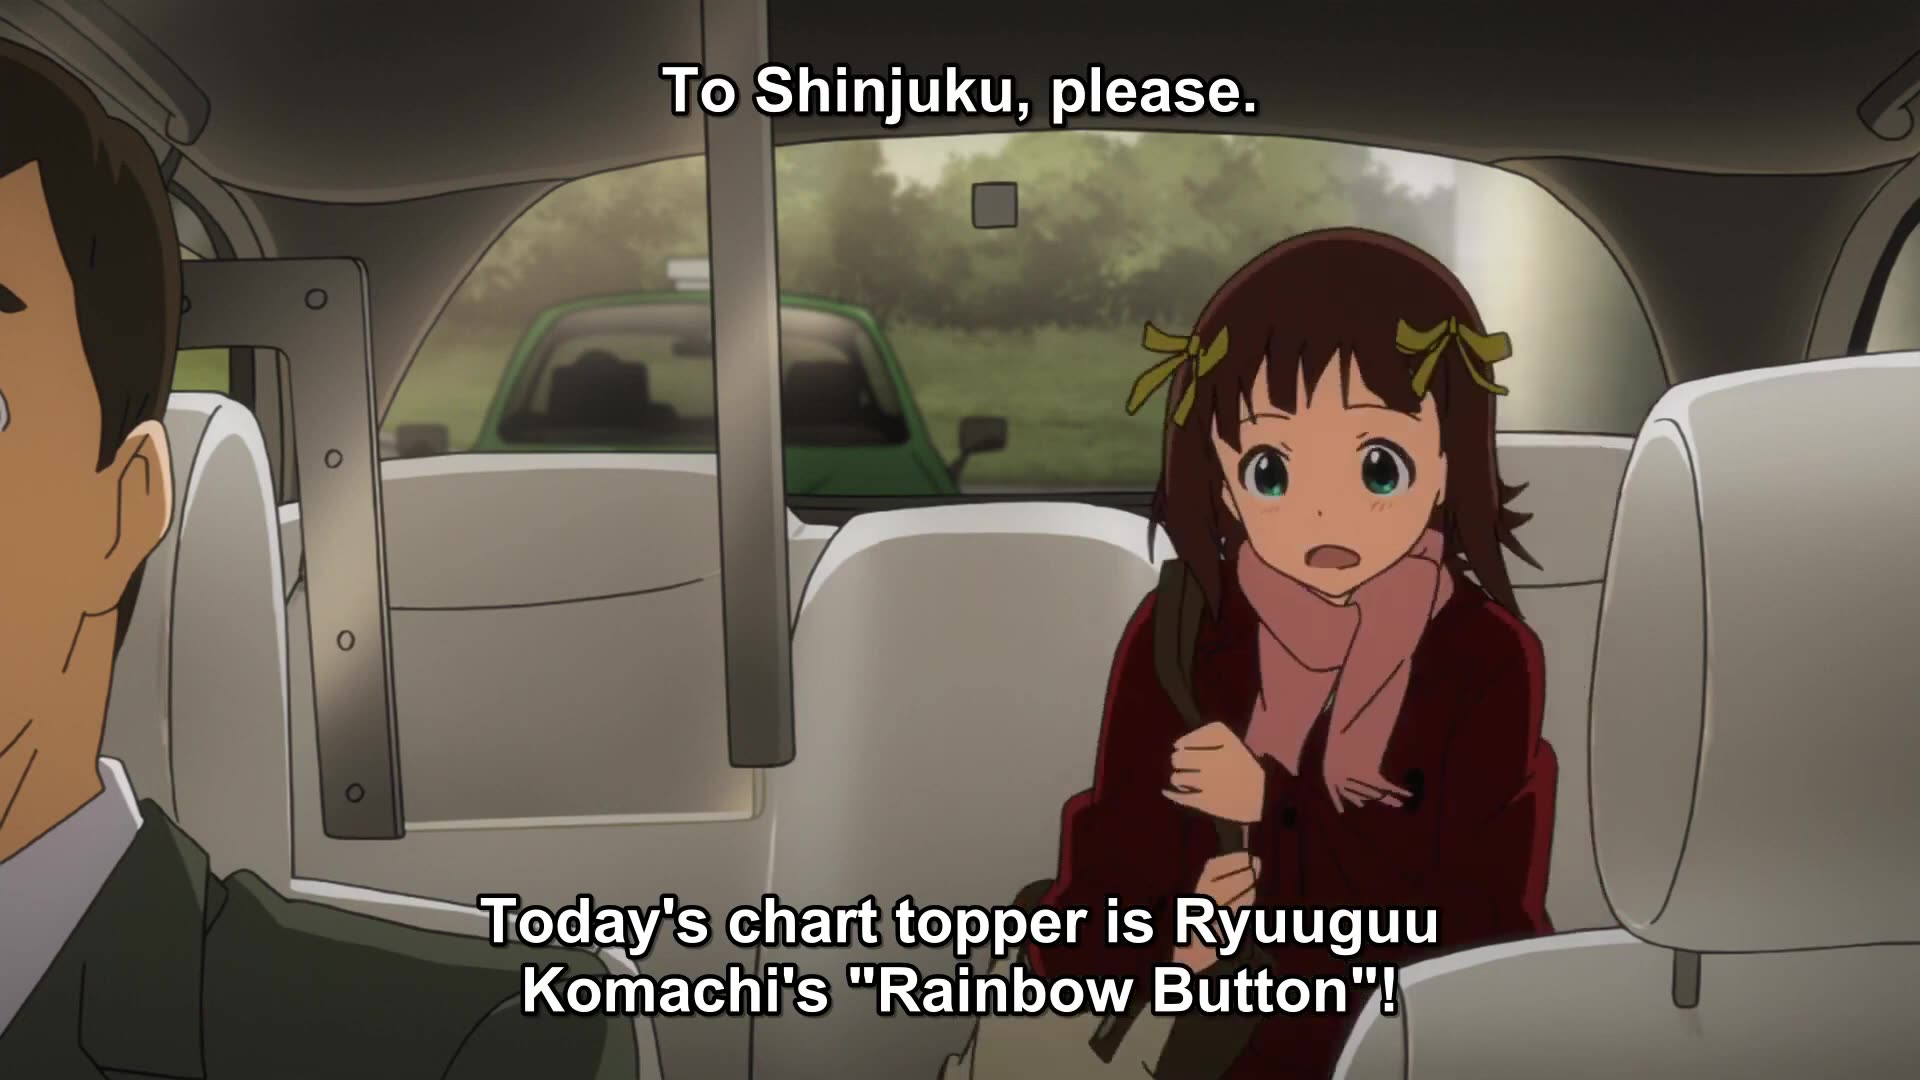 To Shinjuku, please.
Today's chart topper is Ryuuguu
Komachi's "Rainbow Button"!